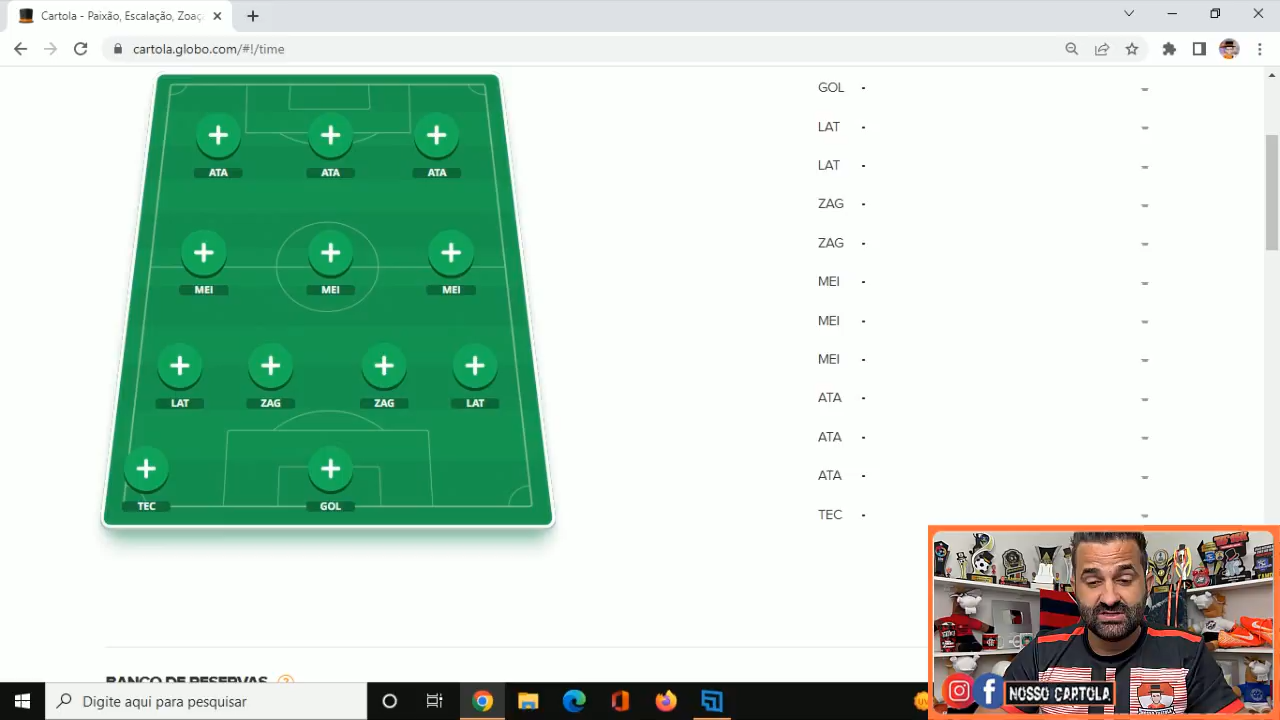 Cartola - Paixão, Escalação, Zoaç
cartola.globo.com/#!/time
ATA ATA ATA
MEI MEI MEI
LAT ZAG ZAG LAT
TEC GOL
GOL -
LAT -
LAT -
ZAG -
ZAG -
MEI -
MEI -
MEI -
ATA -
ATA -
ATA -
TEC -
BANCO DE RESERVAS ?
Digite aqui para pesquisar
NOSSO CARTOLA